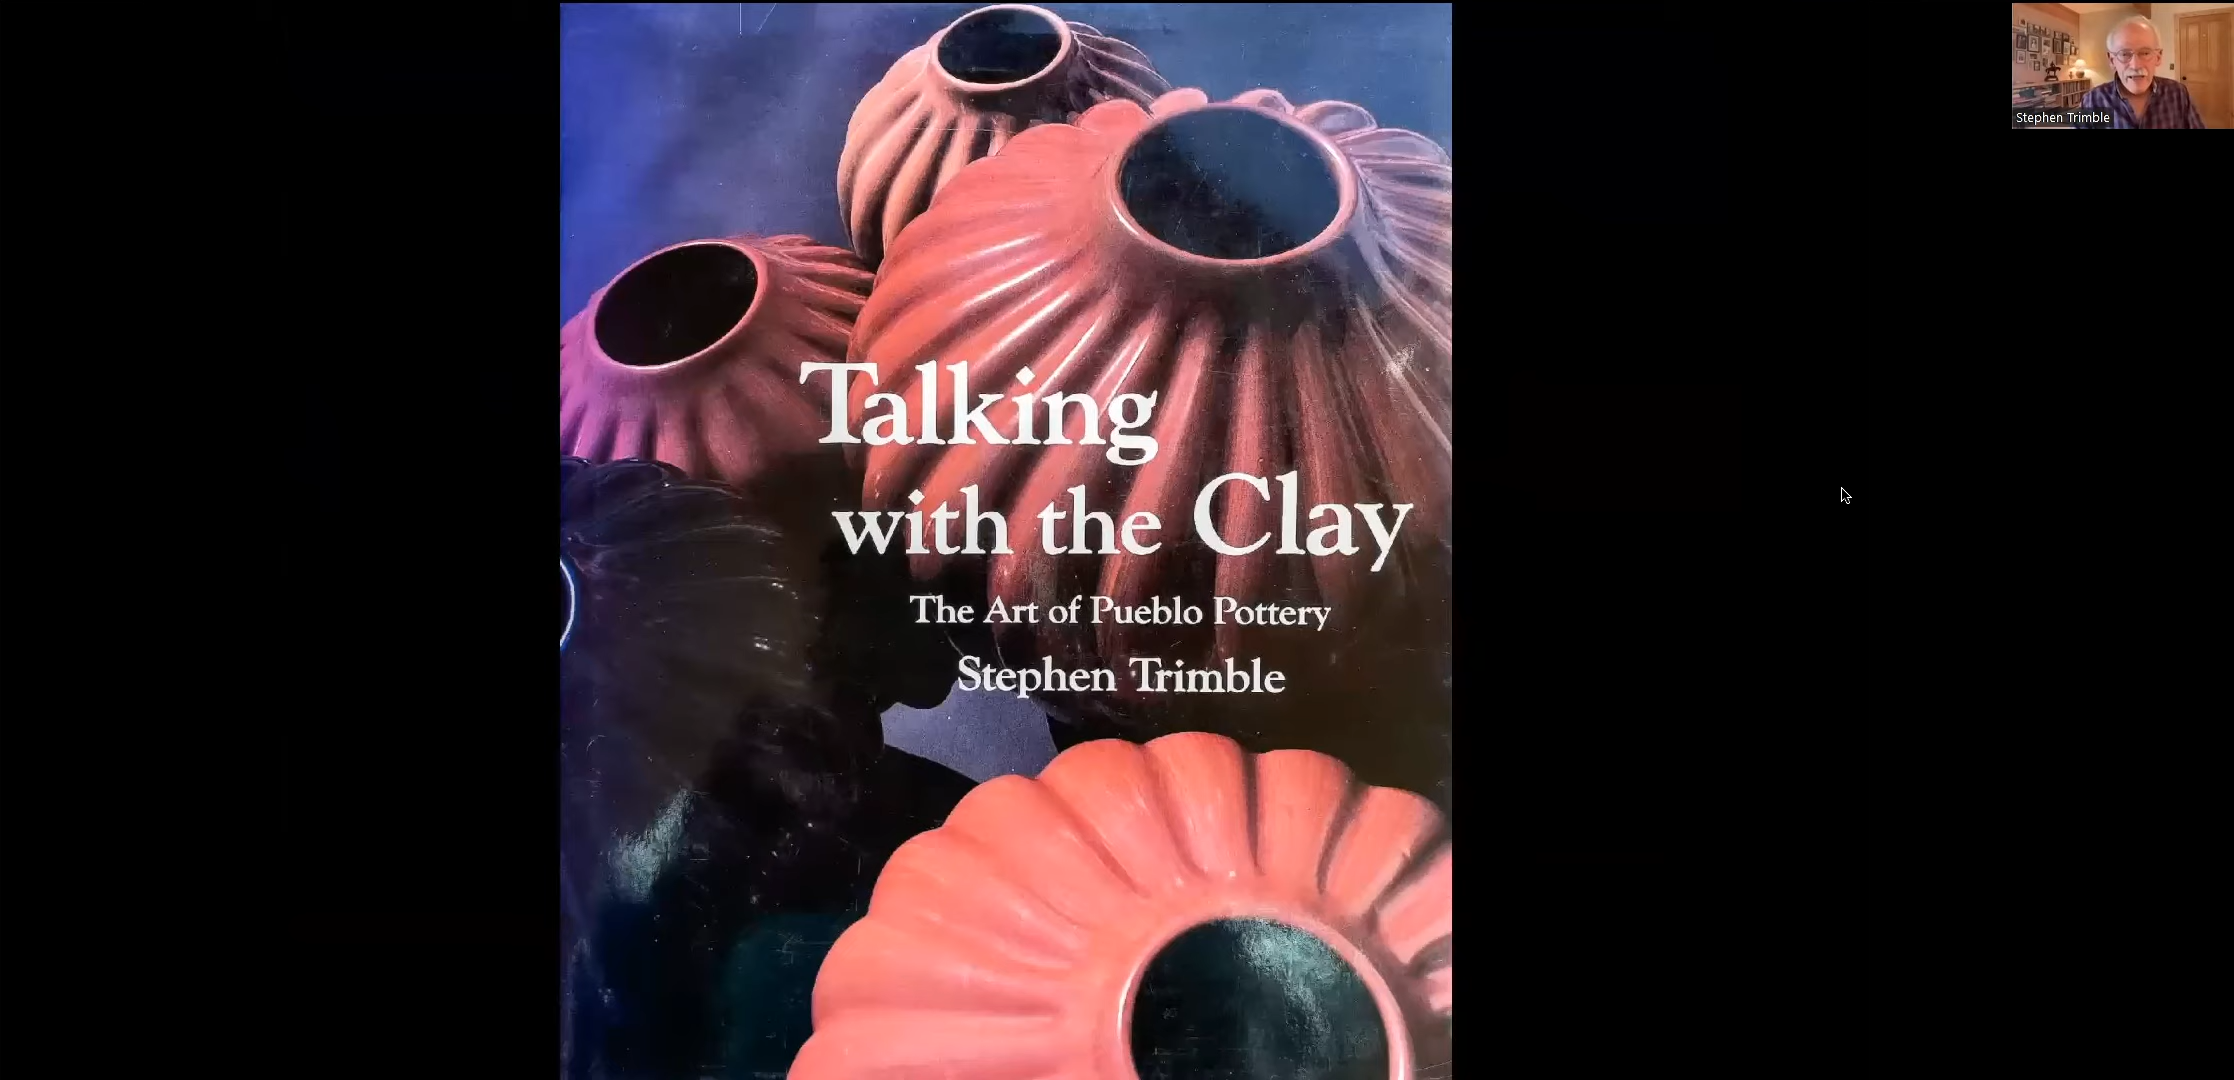 Talking
with the Clay
The Art of Pueblo Pottery
Stephen Trimble
Stephen Trimble